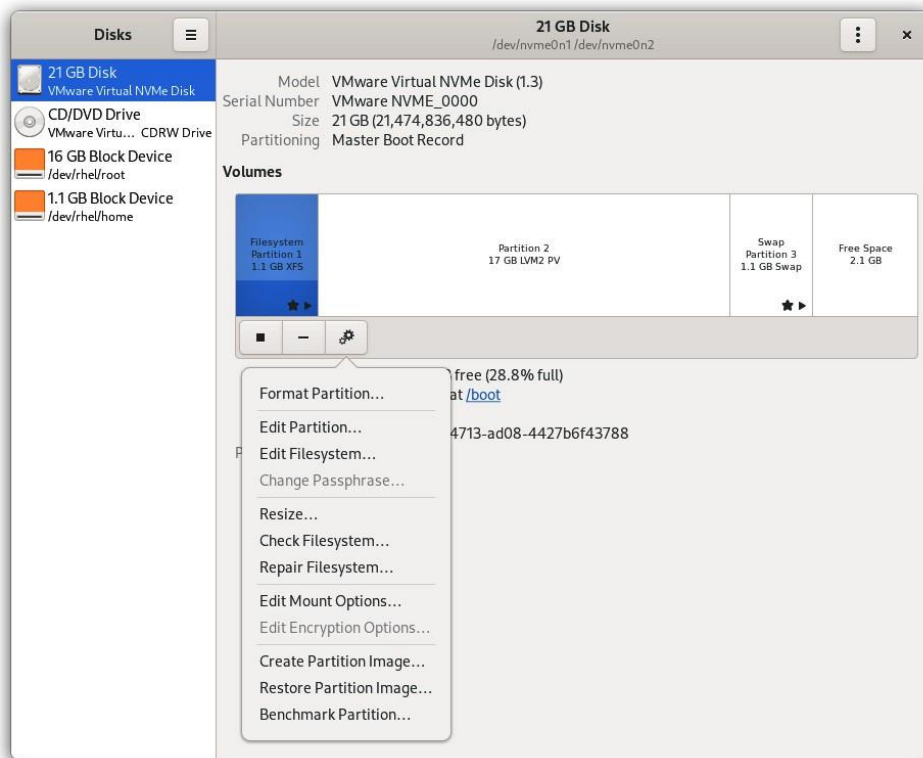 Disks
21 GB Disk
/dev/nvme0n1 /dev/nvme0n2
21 GB Disk
VMware Virtual NVMe Disk
CD/DVD Drive
VMware Virtu… CDRW Drive
16 GB Block Device
/dev/rhel/root
1.1 GB Block Device
/dev/rhel/home
Model VMware Virtual NVMe Disk (1.3)
Serial Number VMware NVME_0000
Size 21 GB (21,474,836,480 bytes)
Partitioning Master Boot Record
Volumes
Filesystem
Partition 1
1.1 GB XFS
Partition 2
17 GB LVM2 PV
Swap
Partition 3
1.1 GB Swap
Free Space
2.1 GB
free (28.8% full)
at /boot
4713-ad08-4427b6f43788
P
Format Partition…
Edit Partition…
Edit Filesystem…
Change Passphrase…
Resize…
Check Filesystem…
Repair Filesystem…
Edit Mount Options…
Edit Encryption Options…
Create Partition Image…
Restore Partition Image…
Benchmark Partition…